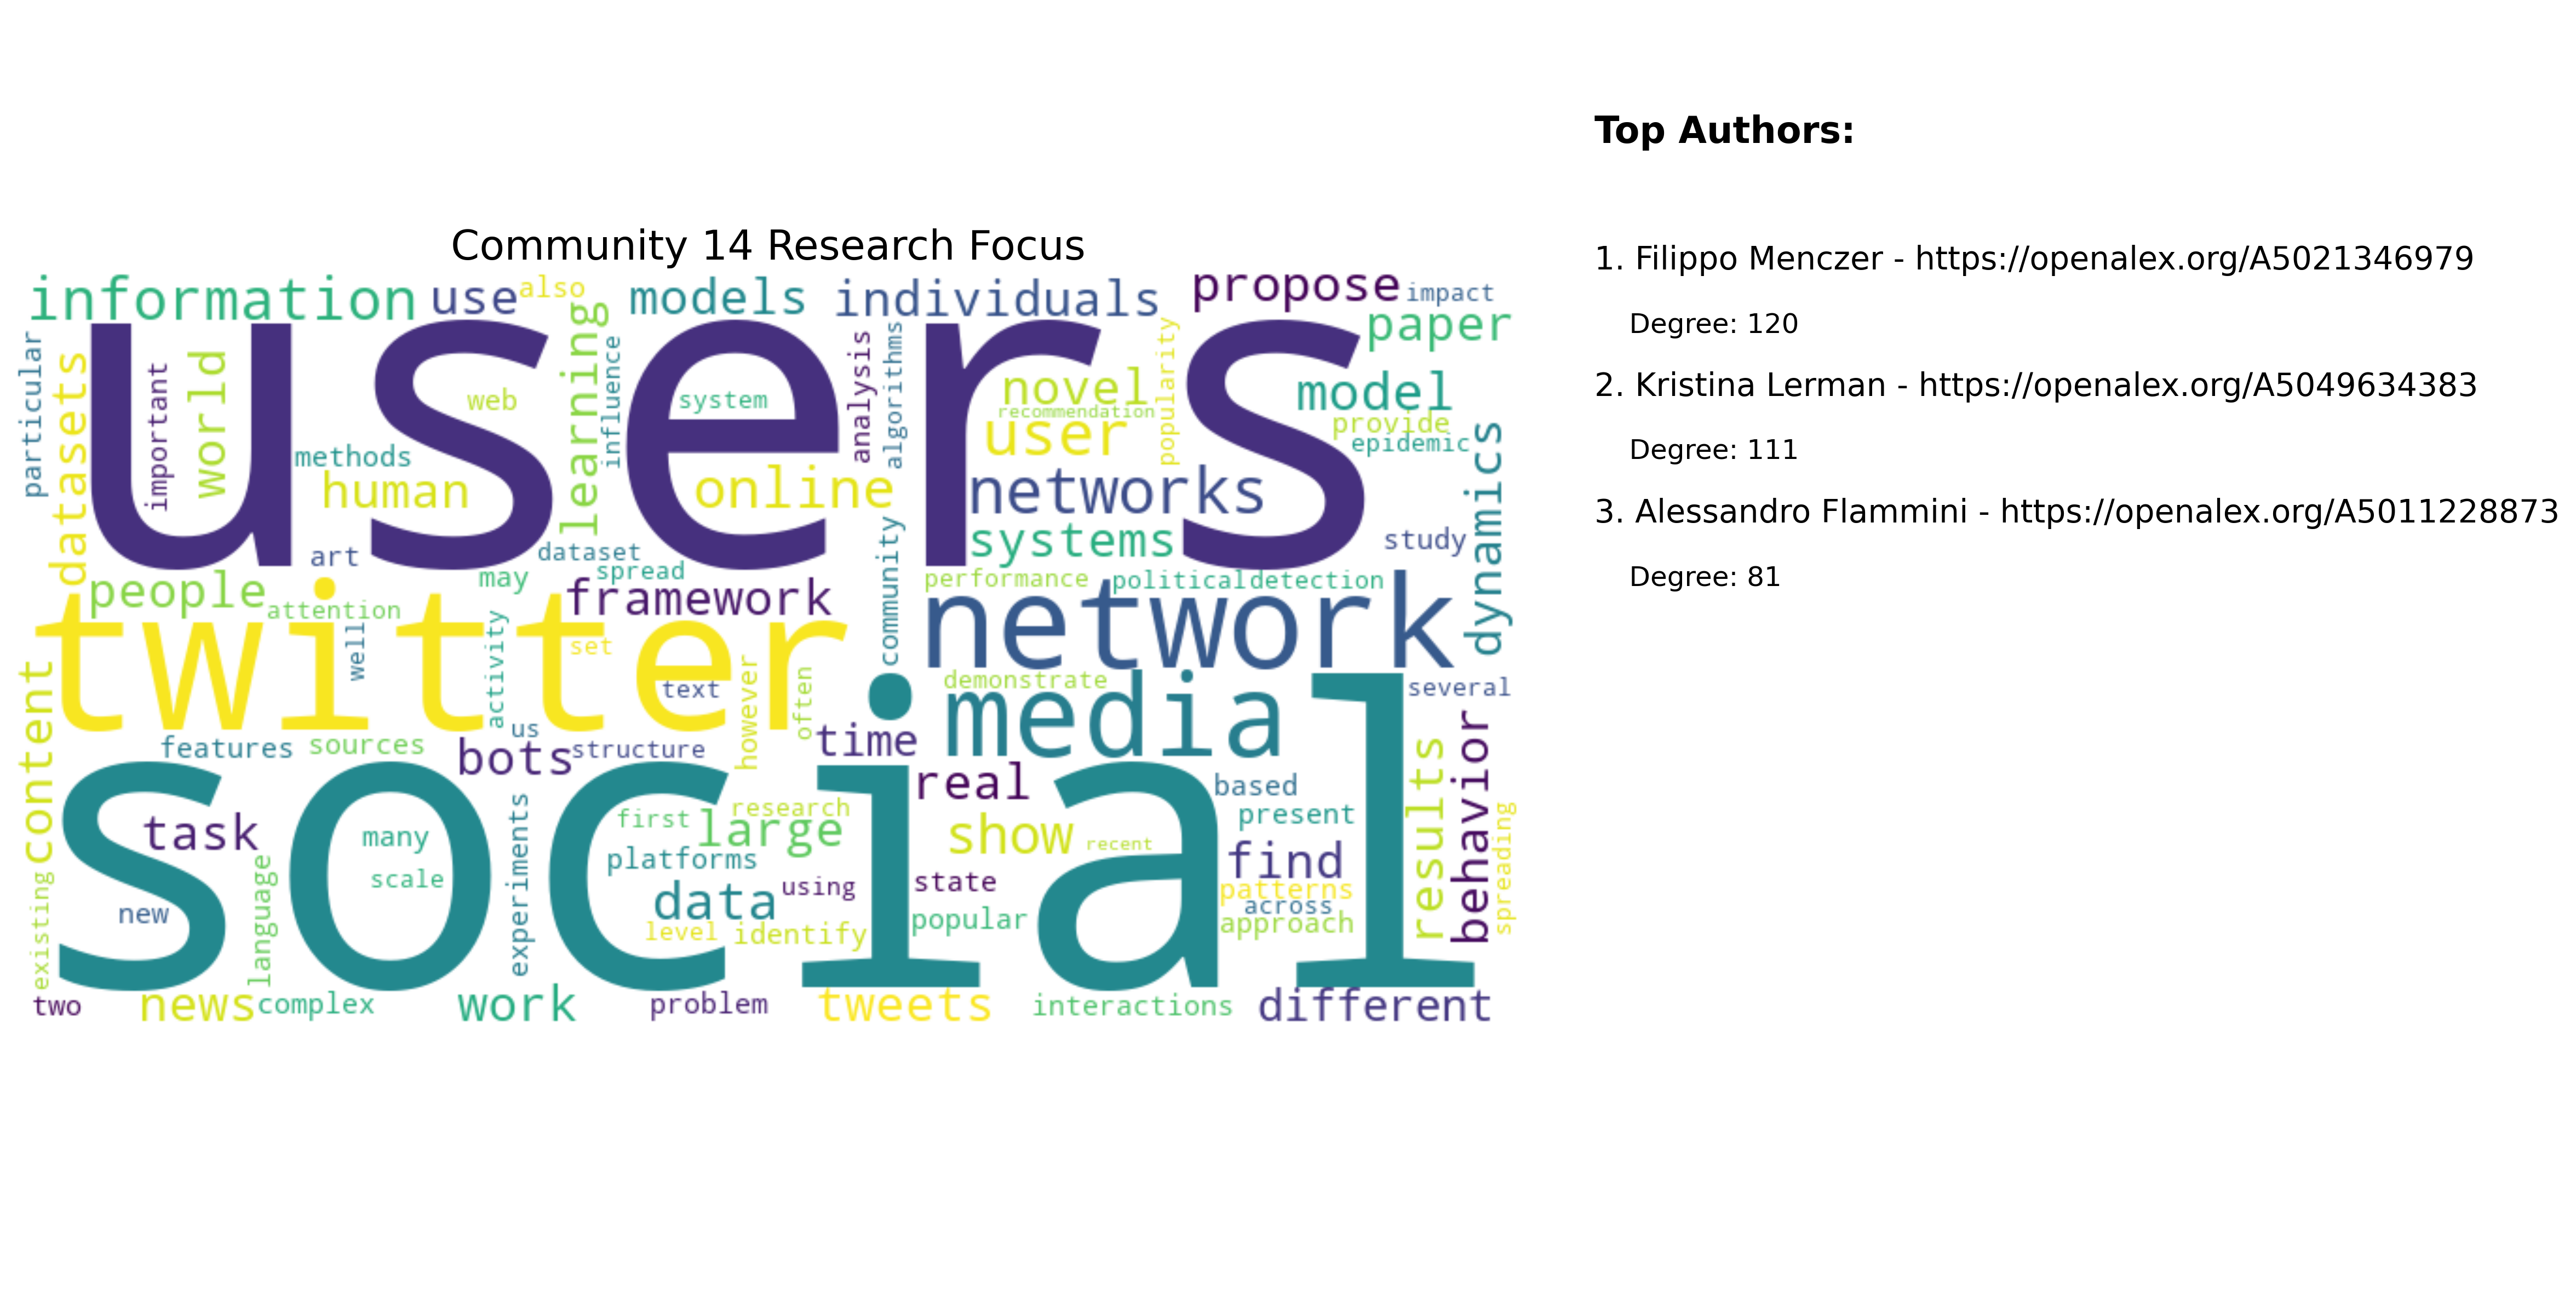 Top Authors:
1. Filippo Menczer - https://openalex.org/A5021346979
Degree: 120
2. Kristina Lerman - https://openalex.org/A5049634383
Degree: 111
3. Alessandro Flammini - https://openalex.org/A5011228873
Degree: 81
Community 14 Research Focus
information
use
also
models
individuals
propose
impact
paper
users
particular
datasets
important
world
web
learning
influence
system
analysis
algorithms
novel
recommendation
user
popularity
model
provide
epidemic
dynamics
methods
human
online
networks
systems
study
art
dataset
spread
may
people
attention
framework
community
performance
political
detection
twitter
network
well
activity
set
text
however
often
demonstrate
media
several
content
features
sources
us
bots
structure
time
real
based
present
results
behavior
spreading
social
task
many
scale
language
experiments
first
research
large
platforms
data
using
level
identify
show
recent
state
popular
find
patterns
across
approach
existing
new
two
news
complex
work
problem
tweets
interactions
different